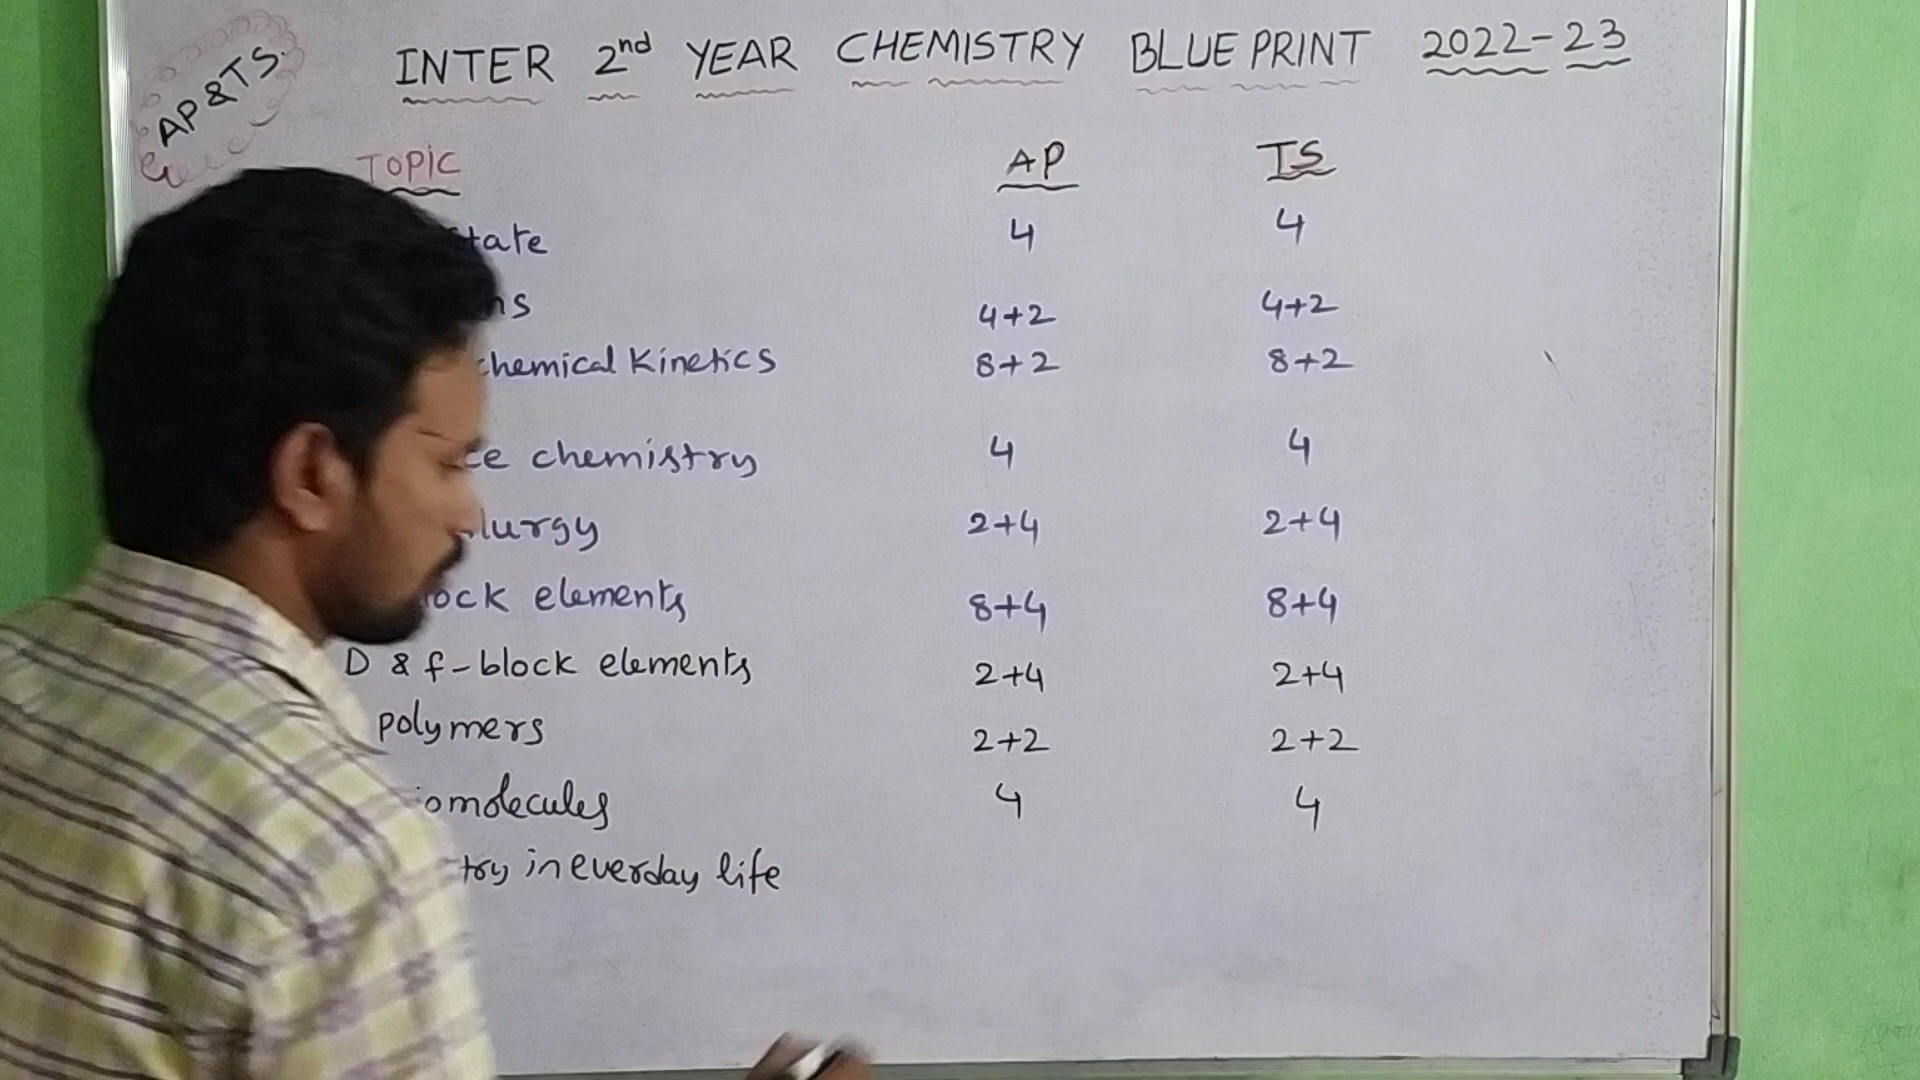 AP & TS.
INTER 2nd YEAR CHEMISTRY BLUE PRINT 2022-23
TOPIC AP TS
tate 4 4
ns 4+2 4+2
chemical Kinetics 8+2 8+2
ce chemistry 4 4
lurgy 2+4 2+4
ock elements 8+4 8+4
D & f-block elements 2+4 2+4
polymers 2+2 2+2
iomolecules 4 4
try in everday life